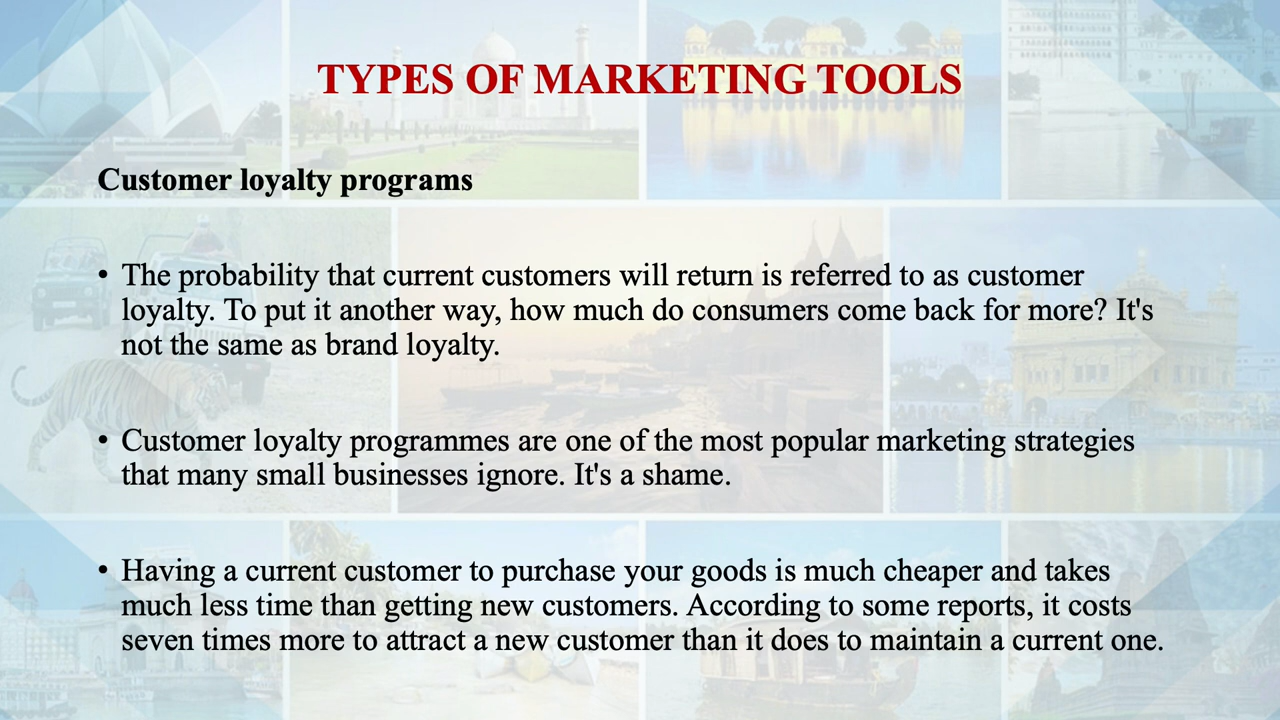 TYPES OF MARKETING TOOLS
Customer loyalty programs
• The probability that current customers will return is referred to as customer
loyalty. To put it another way, how much do consumers come back for more? It's
not the same as brand loyalty.
• Customer loyalty programmes are one of the most popular marketing strategies
that many small businesses ignore. It's a shame.
• Having a current customer to purchase your goods is much cheaper and takes
much less time than getting new customers. According to some reports, it costs
seven times more to attract a new customer than it does to maintain a current one.